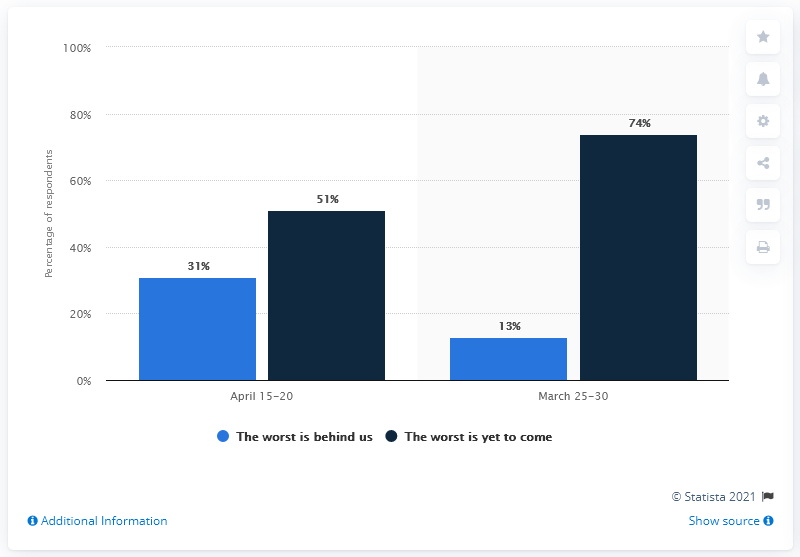 100%
80%
60%
40%
20%
0%
Percentage of respondents
31%
51%
13%
74%
April 15-20
March 25-30
The worst is behind us
The worst is yet to come
© Statista 2021
Additional Information
Show source